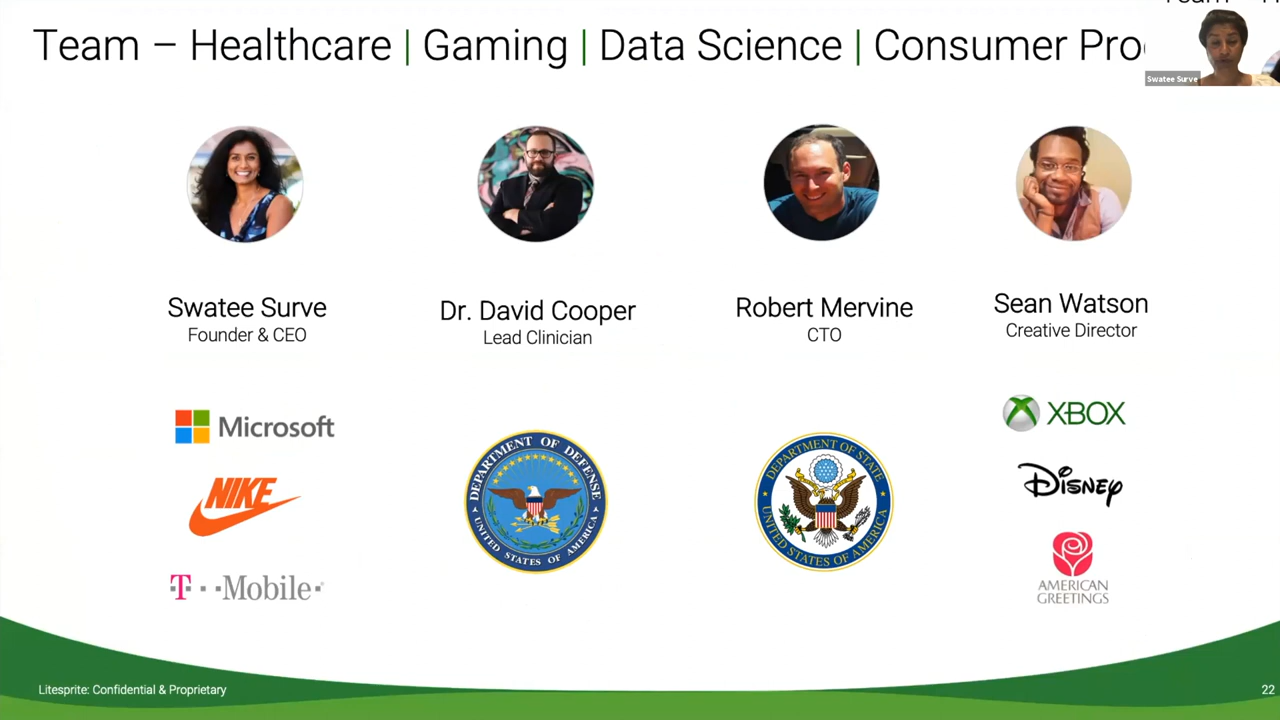 Team – Healthcare | Gaming | Data Science | Consumer Pro
Swatee Surve
Swatee Surve
Founder & CEO
Dr. David Cooper
Lead Clinician
Robert Mervine
CTO
Sean Watson
Creative Director
Microsoft
NIKE
T··Mobile·
DEPARTMENT OF DEFENSE
UNITED STATES OF AMERICA
DEPARTMENT OF STATE
UNITED STATES OF AMERICA
XBOX
Disney
AMERICAN
GREETINGS
Litesprite: Confidential & Proprietary
22